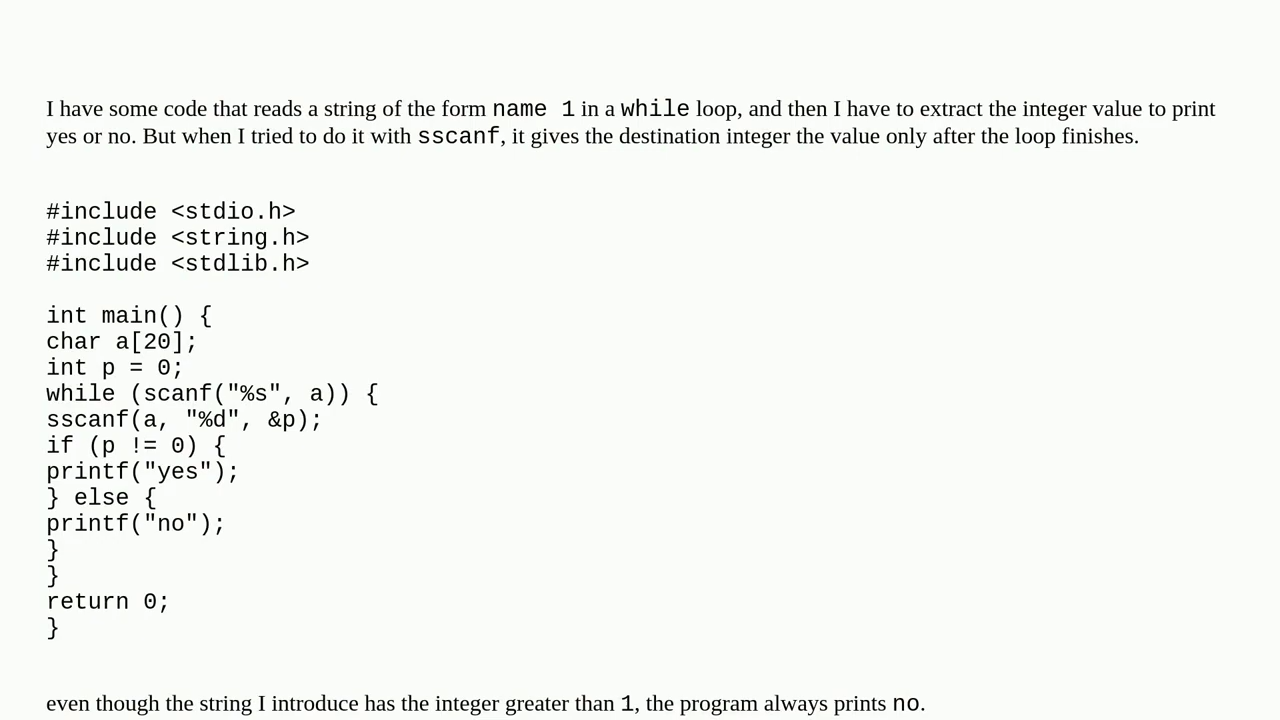 I have some code that reads a string of the form name 1 in a while loop, and then I have to extract the integer value to print
yes or no. But when I tried to do it with sscanf, it gives the destination integer the value only after the loop finishes.
#include <stdio.h>
#include <string.h>
#include <stdlib.h>
int main() {
char a[20];
int p = 0;
while (scanf("%s", a)) {
sscanf(a, "%d", &p);
if (p != 0) {
printf("yes");
} else {
printf("no");
}
}
return 0;
}
even though the string I introduce has the integer greater than 1, the program always prints no.